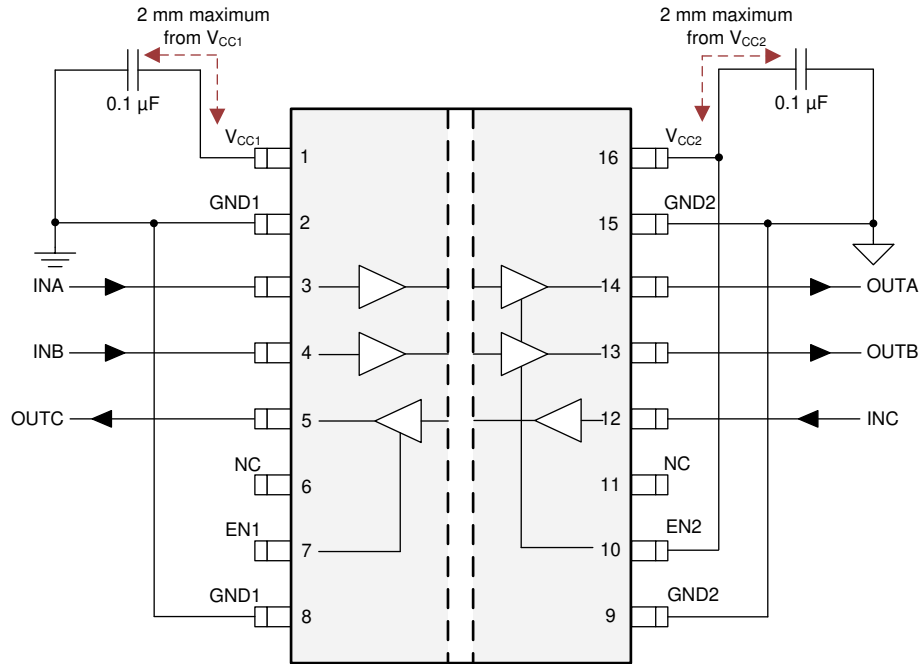 2 mm maximum
from VCC1
0.1 µF
2 mm maximum
from VCC2
0.1 µF
VCC1
1
16
VCC2
GND1
2
15
GND2
INA
3
14
OUTA
INB
4
13
OUTB
OUTC
5
12
INC
NC
6
11
NC
EN1
7
10
EN2
GND1
8
9
GND2